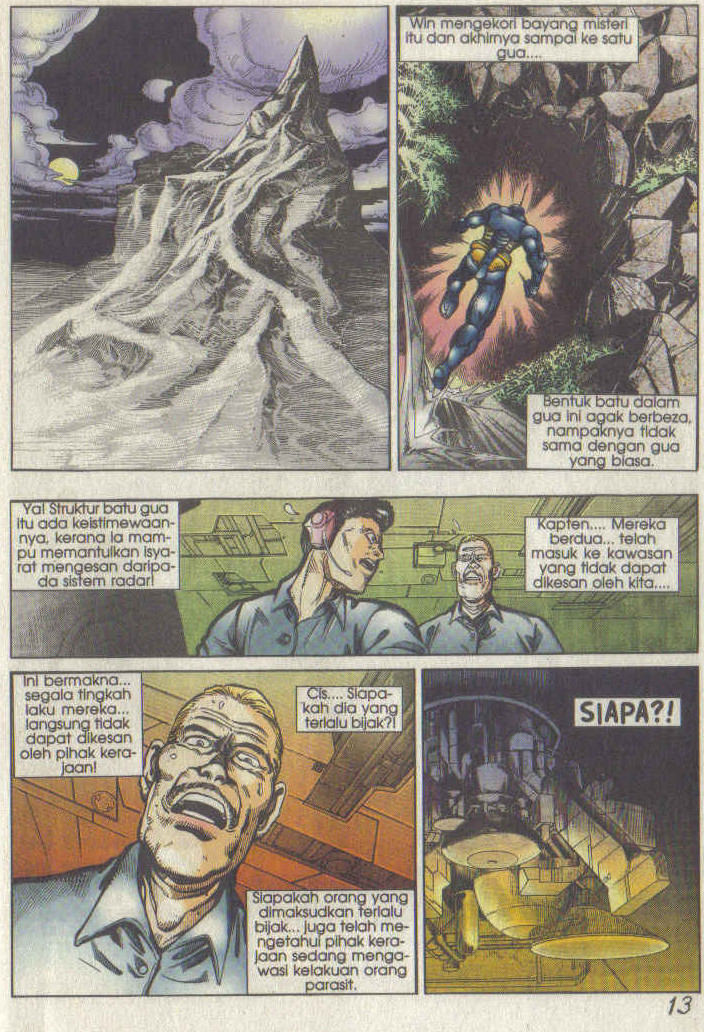 Win mengekori bayang misteri
itu dan akhirnya sampai ke satu
gua....
Bentuk batu dalam
gua ini agak berbeza,
nampaknya tidak
sama dengan gua
yang biasa.
Ya! Struktur batu gua
itu ada keistimewaan-
nya, kerana ia mam-
pu memantulkan isya-
rat mengesan daripa-
da sistem radar!
Kapten.... Mereka
berdua... telah
masuk ke kawasan
yang tidak dapat
dikesan oleh kita....
Ini bermakna...
segala tingkah
laku mereka...
langsung tidak
dapat dikesan
oleh pihak kera-
jaan!
Cis.... Siapa-
kah dia yang
terlalu bijak?!
Siapakah orang yang
dimaksudkan terlalu
bijak... juga telah me-
ngetahui pihak kera-
jaan sedang menga-
wasi kelakuan orang
parasit.
SIAPA?!
13